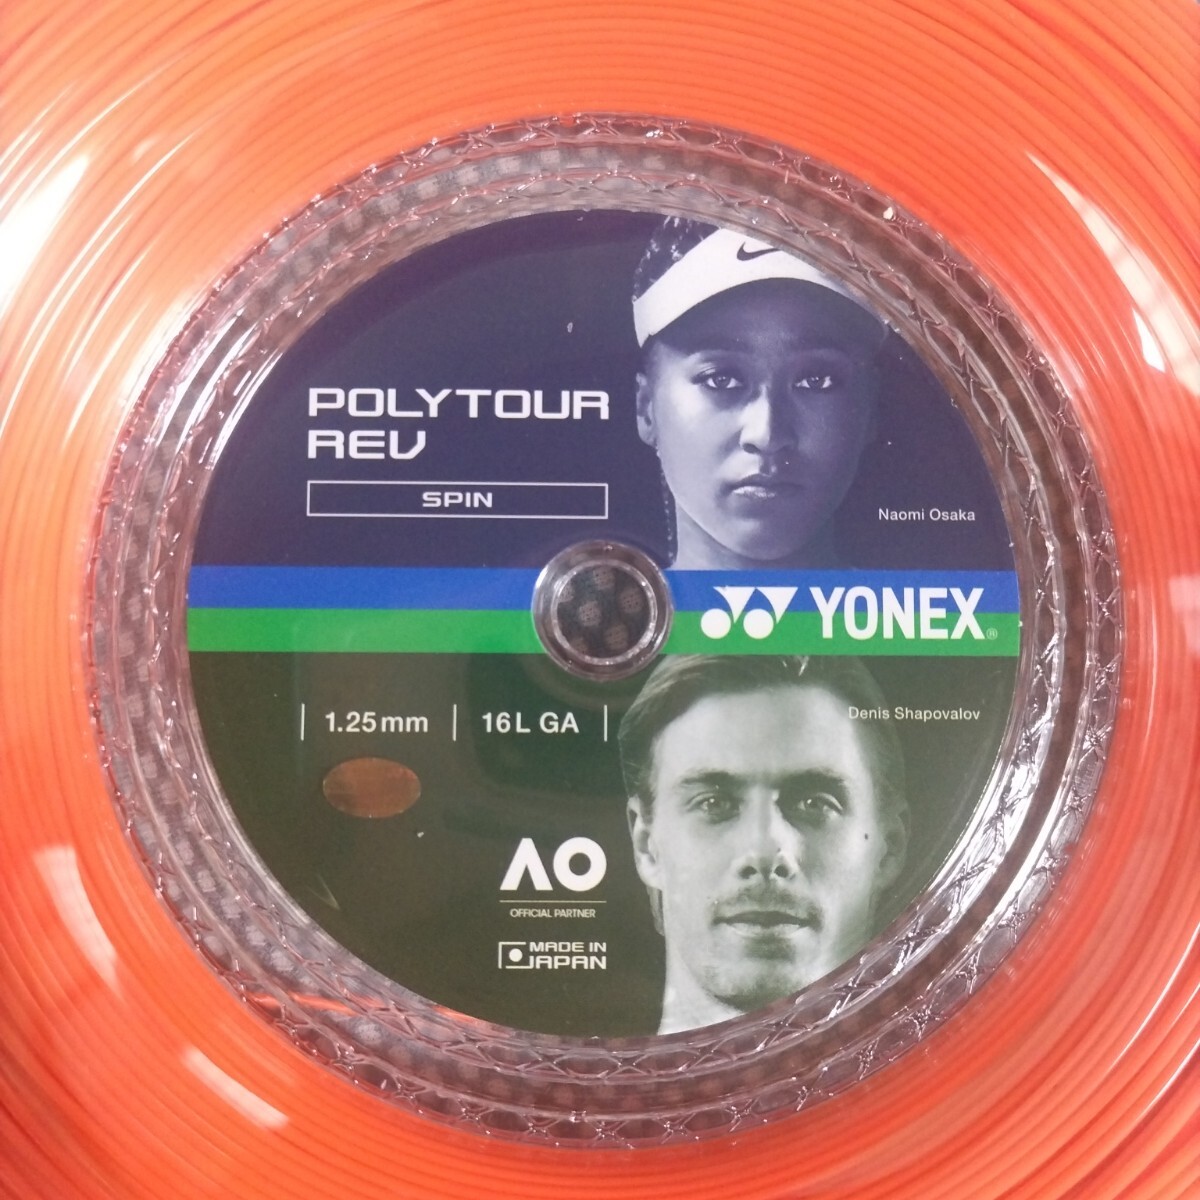 POLYTOUR
REV
SPIN
Naomi Osaka
YONEX®
Denis Shapovalov
1.25mm | 16L GA
AO
OFFICIAL PARTNER
MADE IN
JAPAN